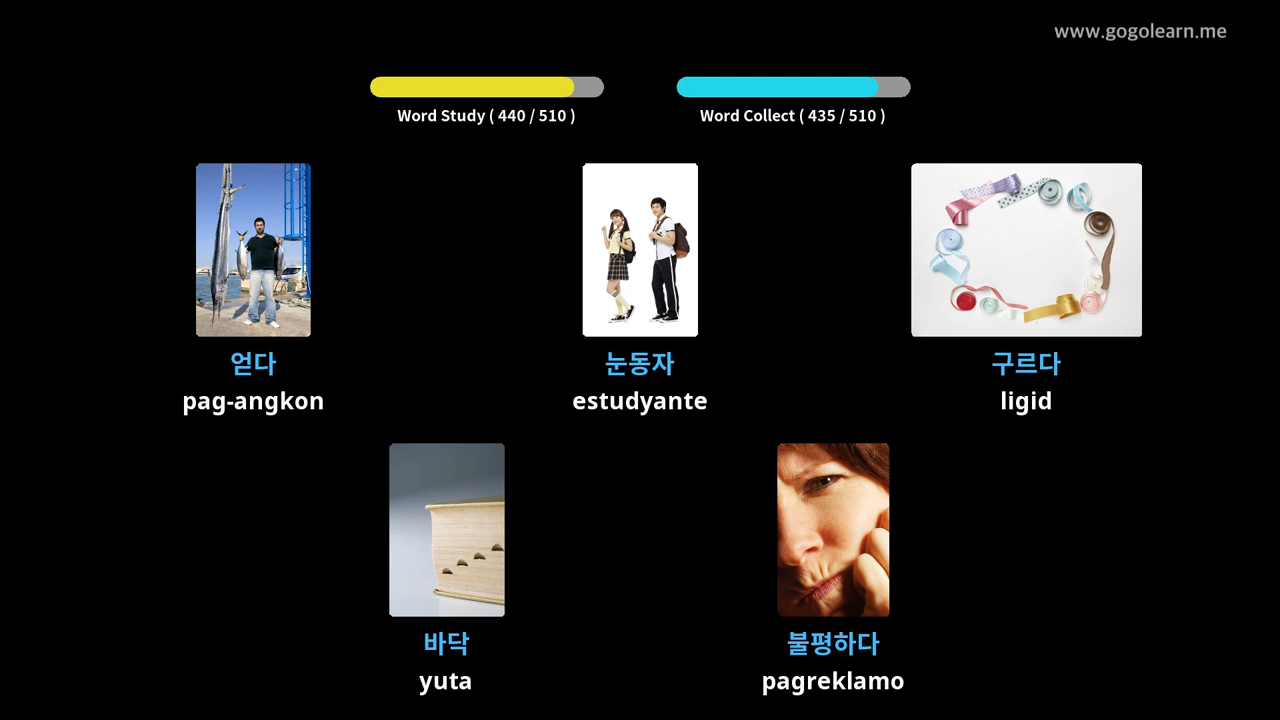 www.gogolearn.me
Word Study ( 440 / 510 )
Word Collect ( 435 / 510 )
얻다
pag-angkon
눈동자
estudyante
구르다
ligid
바닥
yuta
불평하다
pagreklamo